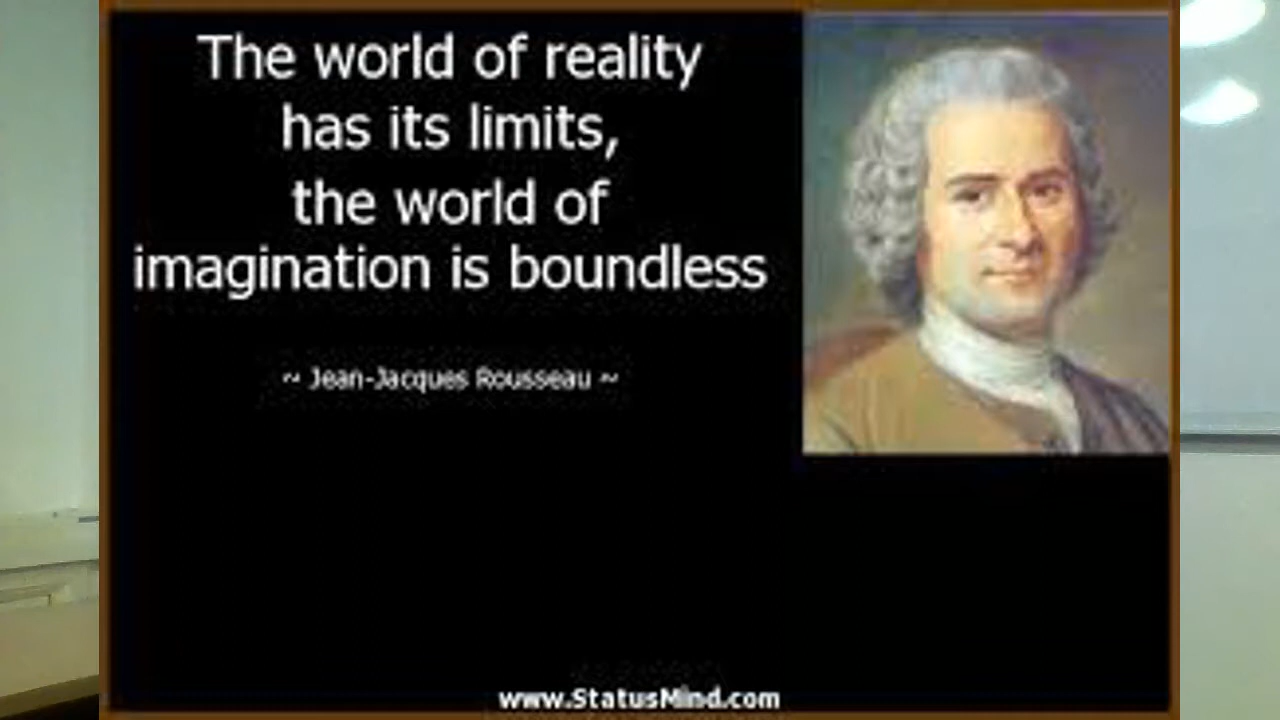 The world of reality
has its limits,
the world of
imagination is boundless
~ Jean-Jacques Rousseau ~
www.StatusMind.com